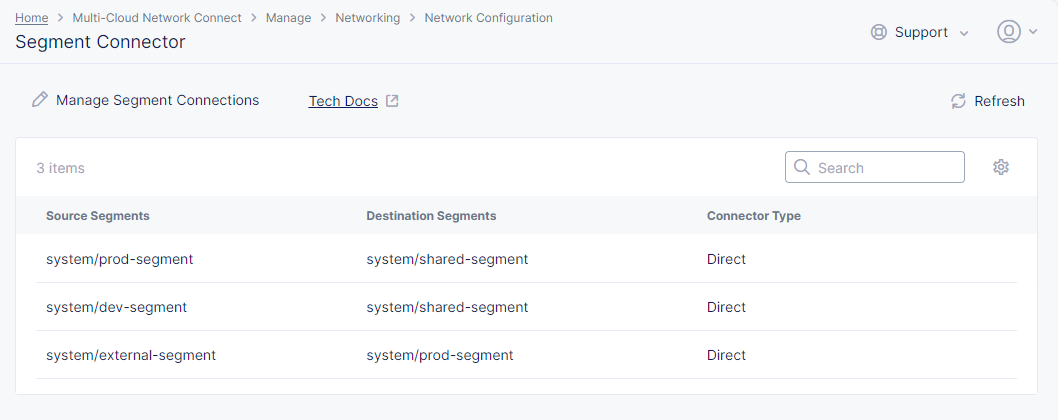 Home > Multi-Cloud Network Connect > Manage > Networking > Network Configuration
Segment Connector
Support
Manage Segment Connections
Tech Docs
Refresh
3 items
Search
Source Segments Destination Segments Connector Type
system/prod-segment system/shared-segment Direct
system/dev-segment system/shared-segment Direct
system/external-segment system/prod-segment Direct